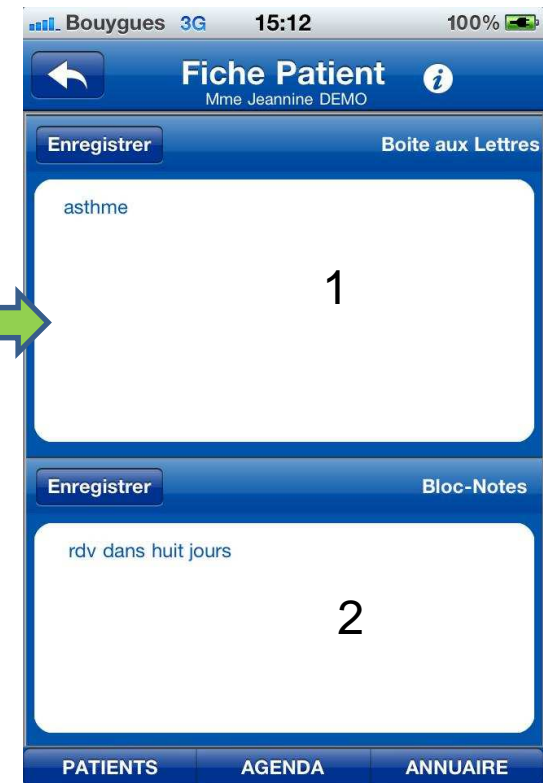 Bouygues 3G 15:12 100%
Fiche Patient
Mme Jeannine DEMO
Enregistrer Boite aux Lettres
asthme
1
Enregistrer Bloc-Notes
rdv dans huit jours
2
PATIENTS AGENDA ANNUAIRE